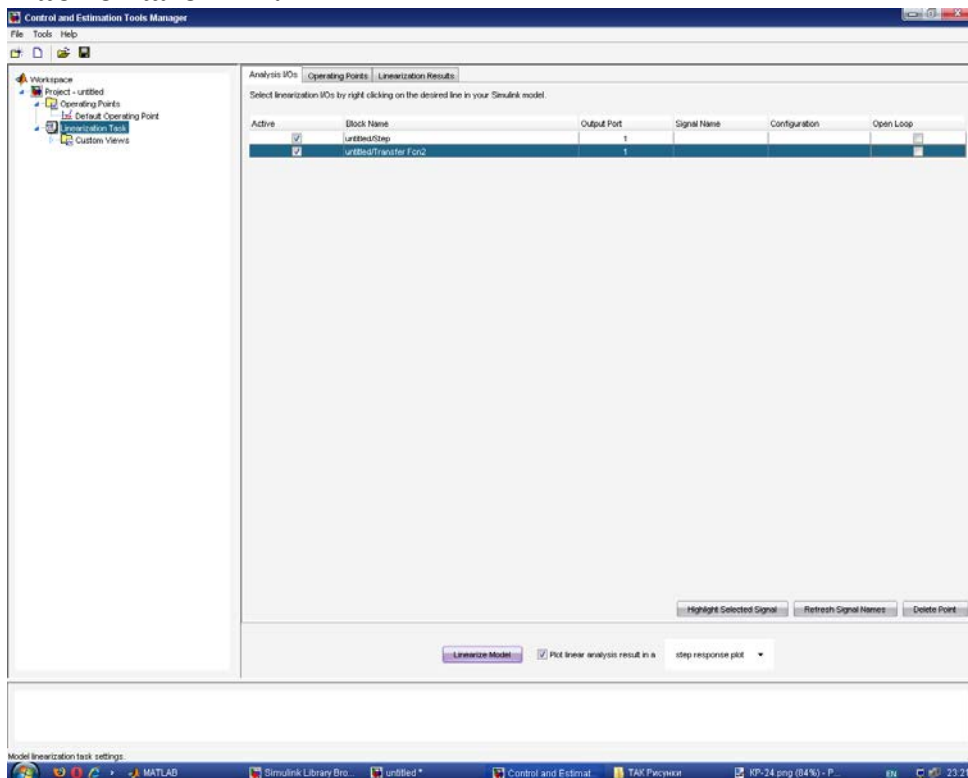 Control and Estimation Tools Manager
File Tools Help
Workspace
Project - untitled
Operating Points
Default Operating Point
Linearization Task
Custom Views
Analysis I/Os Operating Points Linearization Results
Select linearization I/Os by right clicking on the desired line in your Simulink model.
Active Block Name Output Port Signal Name Configuration Open Loop
untitled/Step 1
untitled/Transfer Fcn2 1
Highlight Selected Signal Refresh Signal Names Delete Point
Linearize Model Plot linear analysis result in a step response plot
Model linearization task settings.
MATLAB Simulink Library Bro... untitled * Control and Estimat... ТАК Рисунки KP-24.png (84%) - P... EN 23:2